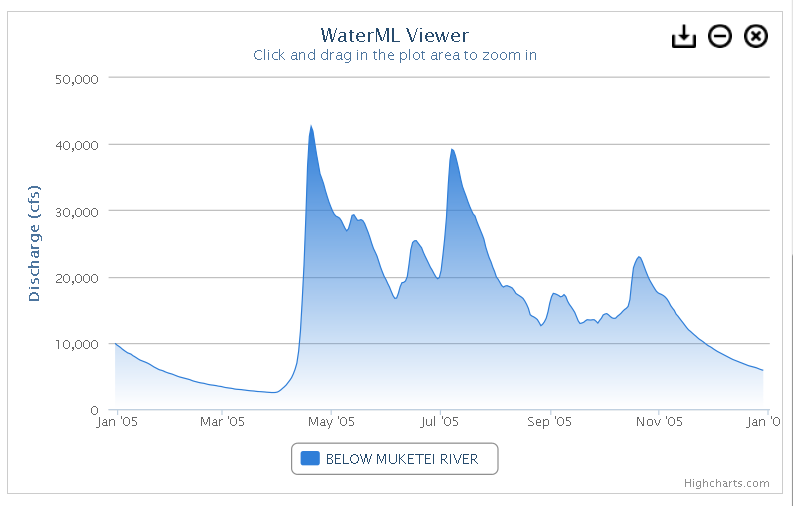 WaterML Viewer
Click and drag in the plot area to zoom in
50,000
40,000
30,000
20,000
10,000
0
Discharge (cfs)
Jan '05
Mar '05
May '05
Jul '05
Sep '05
Nov '05
Jan '0
BELOW MUKETEI RIVER
Highcharts.com